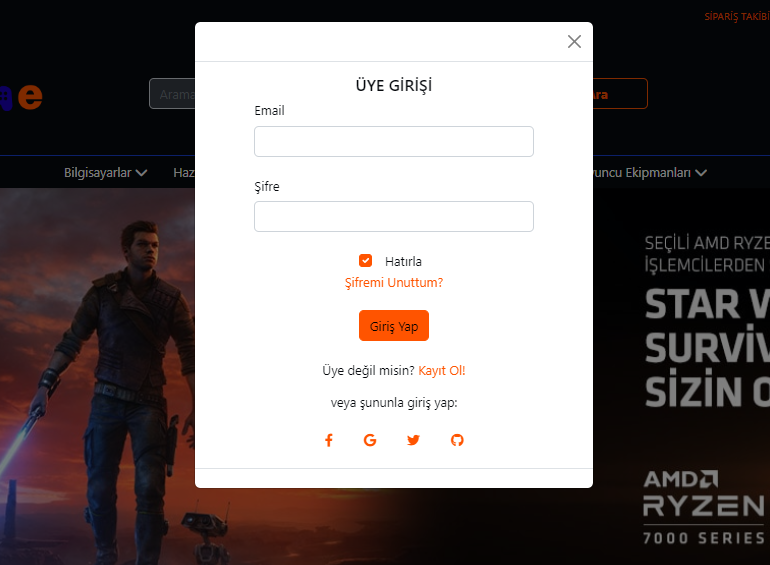 SİPARİŞ TAKİBİ
e
Arama
Ara
Bilgisayarlar
Haz
yuncu Ekipmanları
ÜYE GİRİŞİ
Email
Şifre
Hatırla
Şifremi Unuttum?
Giriş Yap
Üye değil misin? Kayıt Ol!
veya şununla giriş yap:
SEÇİLİ AMD RYZE
İŞLEMCİLERDEN
STAR W
SURVIV
SİZİN O
AMD
RYZEN
7000 SERIES